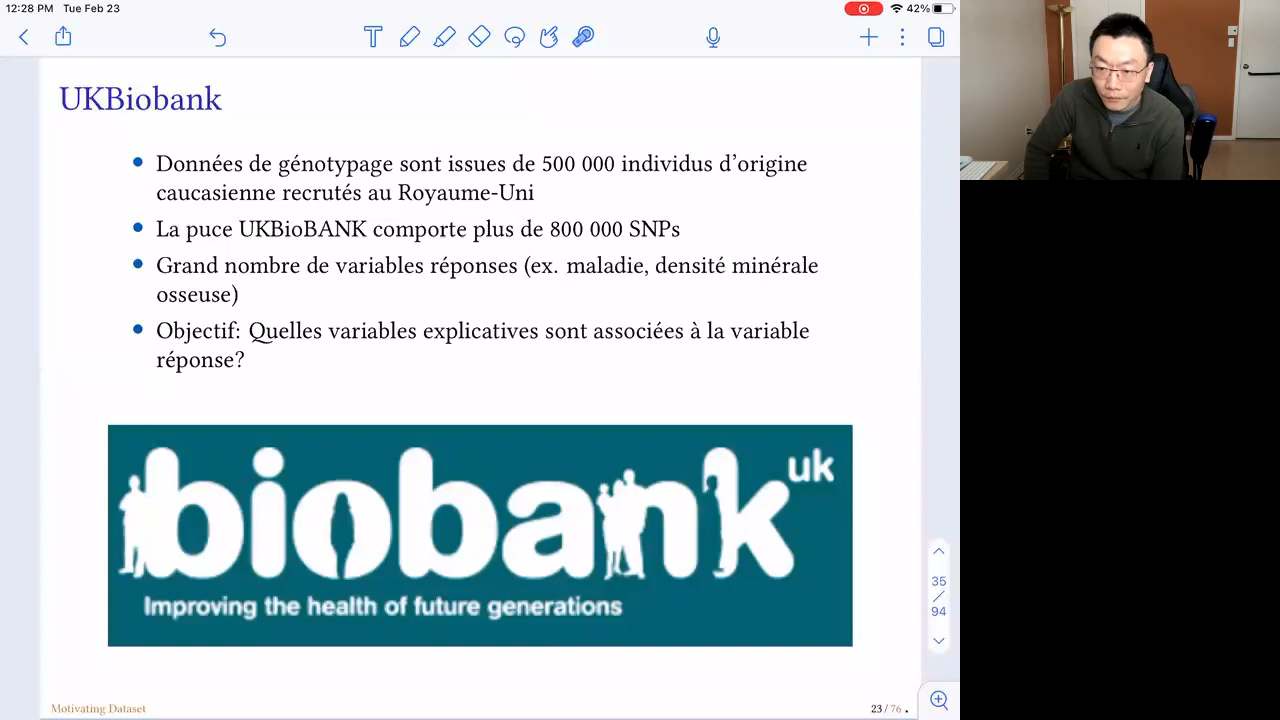 12:28 PM Tue Feb 23
42%
UKBiobank
Données de génotypage sont issues de 500 000 individus d’origine
caucasienne recrutés au Royaume-Uni
La puce UKBioBANK comporte plus de 800 000 SNPs
Grand nombre de variables réponses (ex. maladie, densité minérale
osseuse)
Objectif: Quelles variables explicatives sont associées à la variable
réponse?
biobank uk
Improving the health of future generations
35
/
94
Motivating Dataset
23 / 76